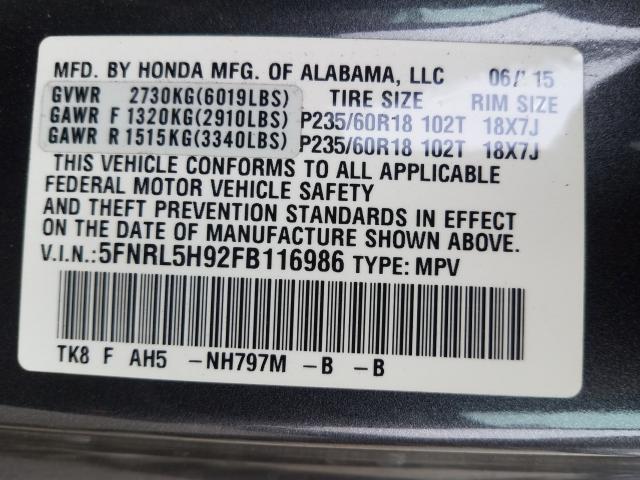 MFD. BY HONDA MFG. OF ALABAMA, LLC 06/15
GVWR 2730KG(6019LBS) TIRE SIZE RIM SIZE
GAWR F 1320KG(2910LBS) P235/60R18 102T 18X7J
GAWR R 1515KG(3340LBS) P235/60R18 102T 18X7J
THIS VEHICLE CONFORMS TO ALL APPLICABLE
FEDERAL MOTOR VEHICLE SAFETY
AND THEFT PREVENTION STANDARDS IN EFFECT
ON THE DATE OF MANUFACTURE SHOWN ABOVE.
V.I.N.:5FNRL5H92FB116986 TYPE: MPV
TK8 F AH5 -NH797M -B -B